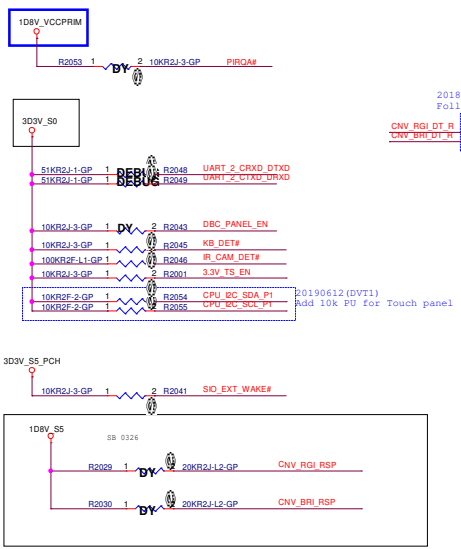 1D8V_VCCPRIM
R2053 1 DY 2 10KR2J-3-GP PIRQA#
2018
Foll
3D3V_S0
CNV_RGI_DT_R
CNV_BRI_DT_R
51KR2J-1-GP 1 DEBUG R2048 UART_2_CRXD_DTXD
51KR2J-1-GP 1 DEBUG R2049 UART_2_CTXD_DRXD
10KR2J-3-GP 1 DY 2 R2043 DBC_PANEL_EN
10KR2J-3-GP 1 2 R2045 KB_DET#
100KR2F-L1-GP 1 2 R2046 IR_CAM_DET#
10KR2J-3-GP 1 2 R2001 3.3V_TS_EN
20190612(DVT1)
10KR2F-2-GP 1 2 R2054 CPU_I2C_SDA_P1
Add 10k PU for Touch panel
10KR2F-2-GP 1 2 R2055 CPU_I2C_SCL_P1
3D3V_S5_PCH
10KR2J-3-GP 1 2 R2041 SIO_EXT_WAKE#
1D8V_S5
SB 0326
R2029 1 DY 2 20KR2J-L2-GP CNV_RGI_RSP
R2030 1 DY 2 20KR2J-L2-GP CNV_BRI_RSP